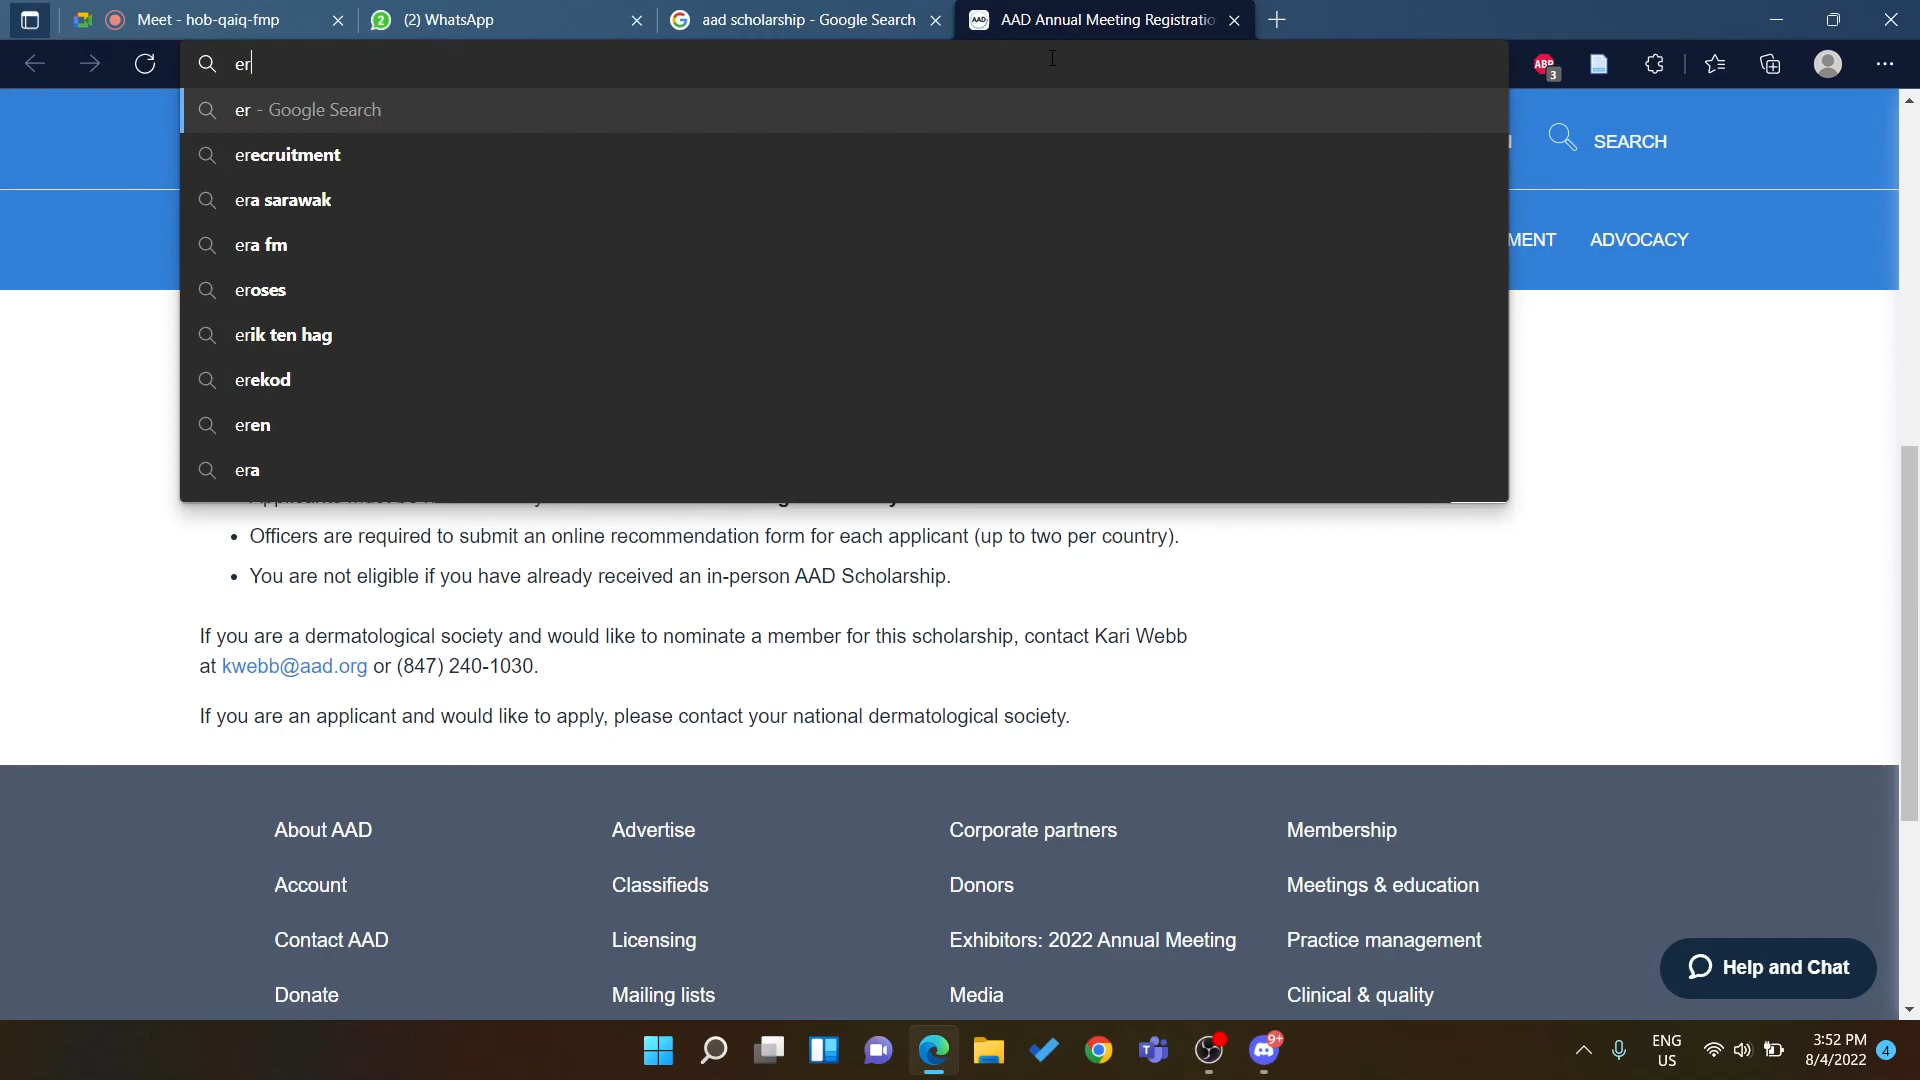 Meet - hob-qaiq-fmp
(2) WhatsApp
aad scholarship - Google Search
AAD
AAD Annual Meeting Registratio
er
ABP
3
er - Google Search
erecruitment
era sarawak
era fm
eroses
erik ten hag
erekod
eren
era
SEARCH
MENT
ADVOCACY
• Officers are required to submit an online recommendation form for each applicant (up to two per country).
• You are not eligible if you have already received an in-person AAD Scholarship.
If you are a dermatological society and would like to nominate a member for this scholarship, contact Kari Webb
at kwebb@aad.org or (847) 240-1030.
If you are an applicant and would like to apply, please contact your national dermatological society.
About AAD
Advertise
Corporate partners
Membership
Account
Classifieds
Donors
Meetings & education
Contact AAD
Licensing
Exhibitors: 2022 Annual Meeting
Practice management
Donate
Mailing lists
Media
Clinical & quality
Help and Chat
9+
ENG
US
3:52 PM
8/4/2022
4